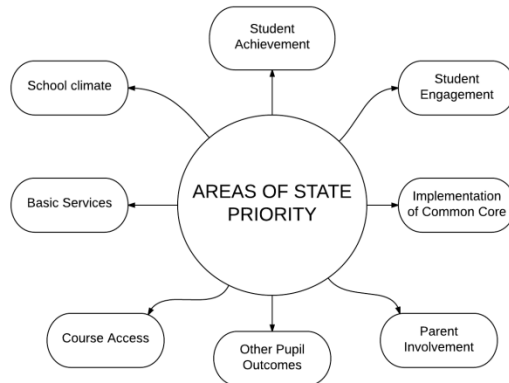 Student
Achievement
School climate
Student
Engagement
AREAS OF STATE
PRIORITY
Basic Services
Implementation
of Common Core
Course Access
Other Pupil
Outcomes
Parent
Involvement